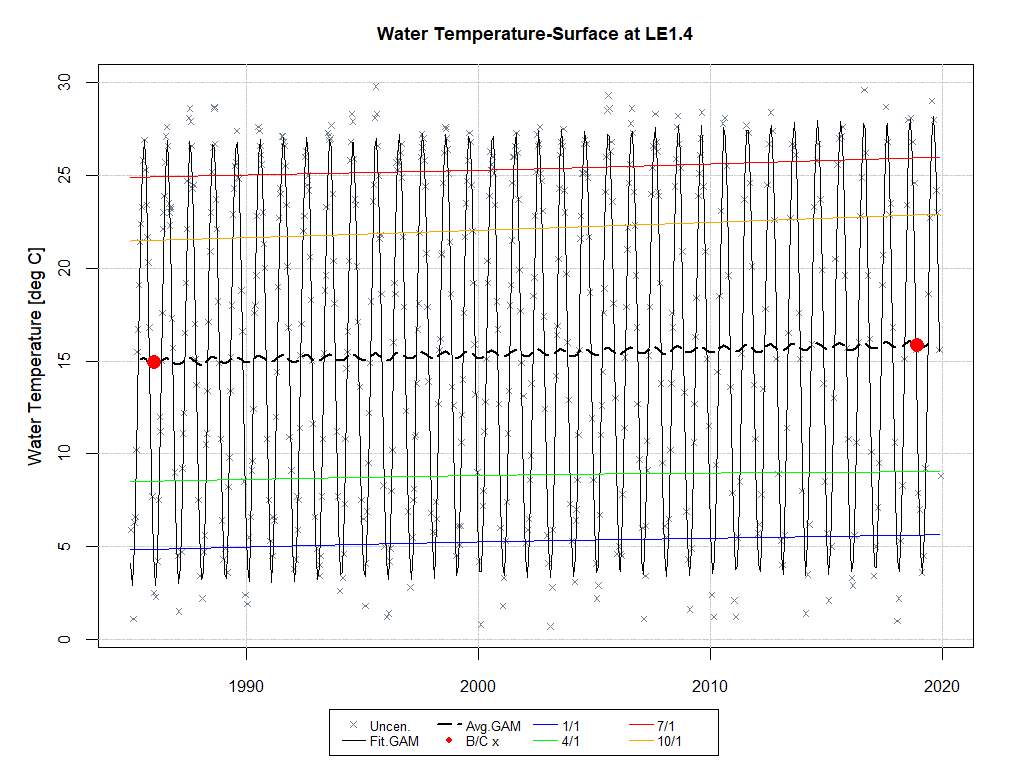 Water Temperature-Surface at LE1.4
Water Temperature [deg C]
30
25
20
15
10
5
0
1990 2000 2010 2020
Uncen. Avg.GAM 1/1 7/1
Fit.GAM B/C x 4/1 10/1